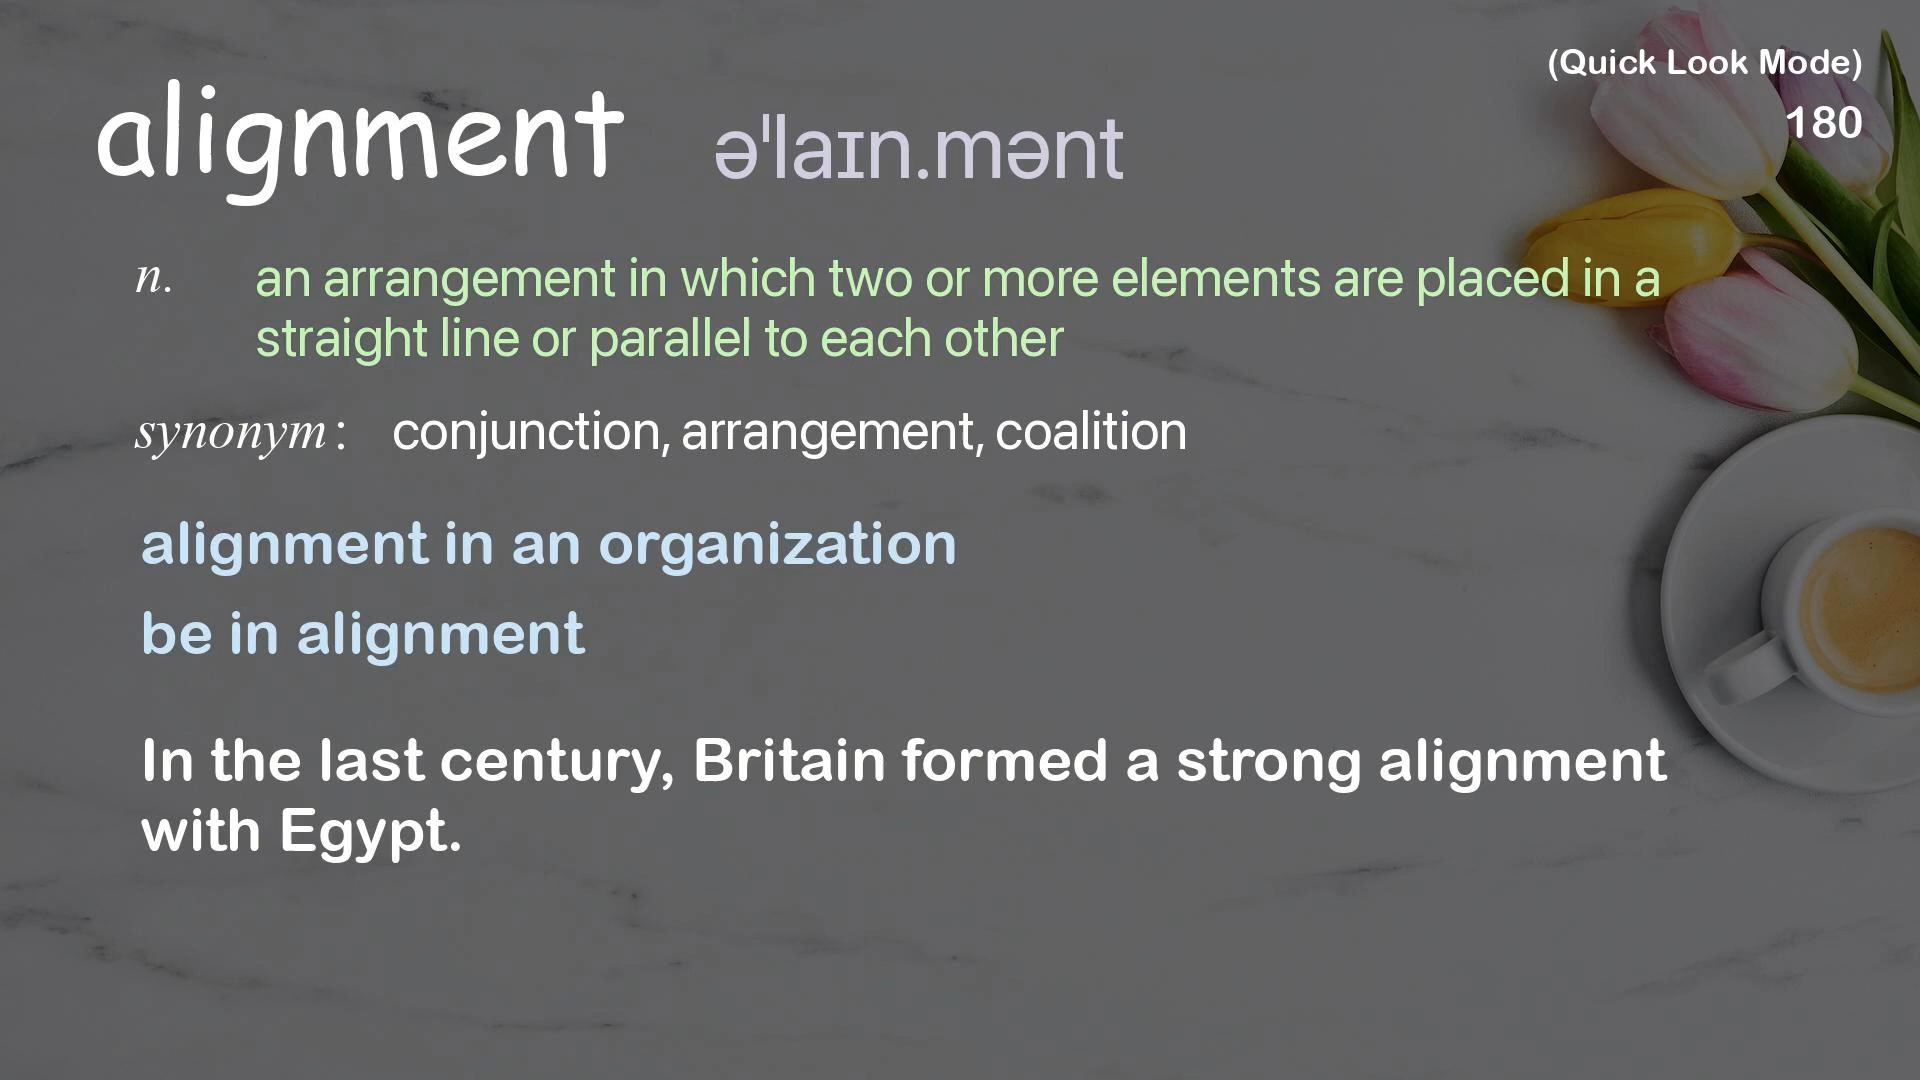 (Quick Look Mode)
180
alignment əˈlaɪn.mənt
n. an arrangement in which two or more elements are placed in a
straight line or parallel to each other
synonym: conjunction, arrangement, coalition
alignment in an organization
be in alignment
In the last century, Britain formed a strong alignment
with Egypt.